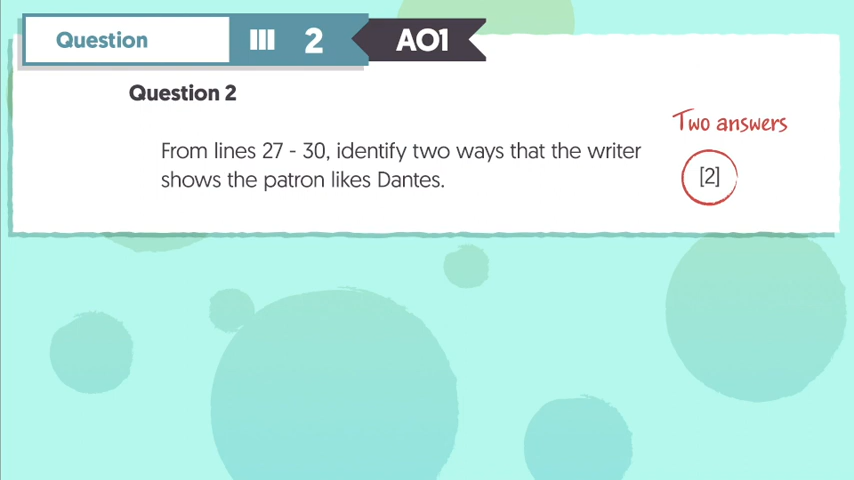 Question III 2 AO1
Question 2
Two answers
From lines 27 - 30, identify two ways that the writer
shows the patron likes Dantes.
[2]